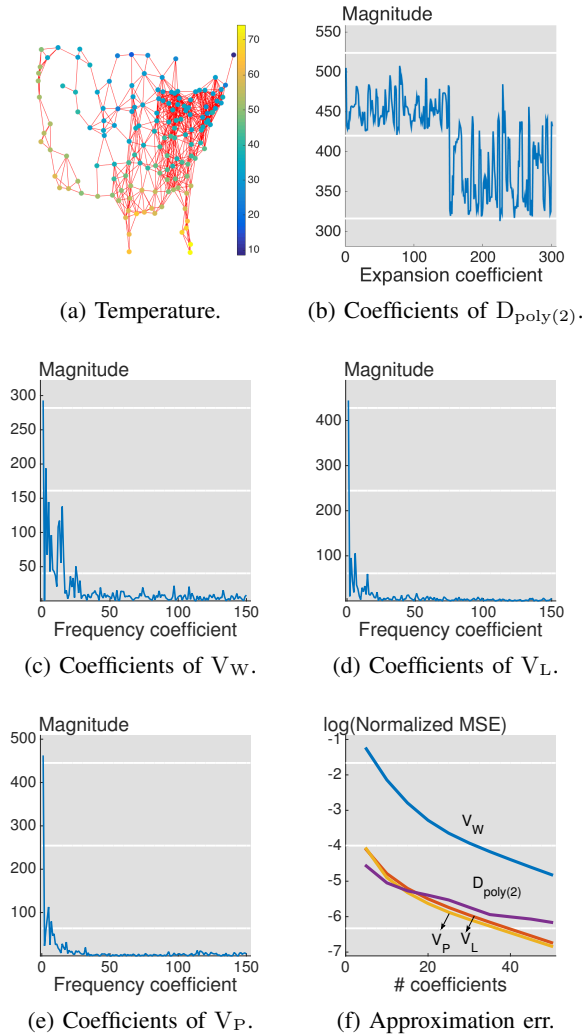 70
60
50
40
30
20
10
Magnitude
550
500
450
400
350
300
0 100 200 300
Expansion coefficient
(a) Temperature.
(b) Coefficients of D_poly(2).
Magnitude
300
250
200
150
100
50
0 50 100 150
Frequency coefficient
Magnitude
400
300
200
100
0 50 100 150
Frequency coefficient
(c) Coefficients of V_W.
(d) Coefficients of V_L.
Magnitude
500
400
300
200
100
0 50 100 150
Frequency coefficient
log(Normalized MSE)
-1
-2
-3
-4
-5
-6
-7
V_W
D_poly(2)
V_P V_L
0 20 40
# coefficients
(e) Coefficients of V_P.
(f) Approximation err.